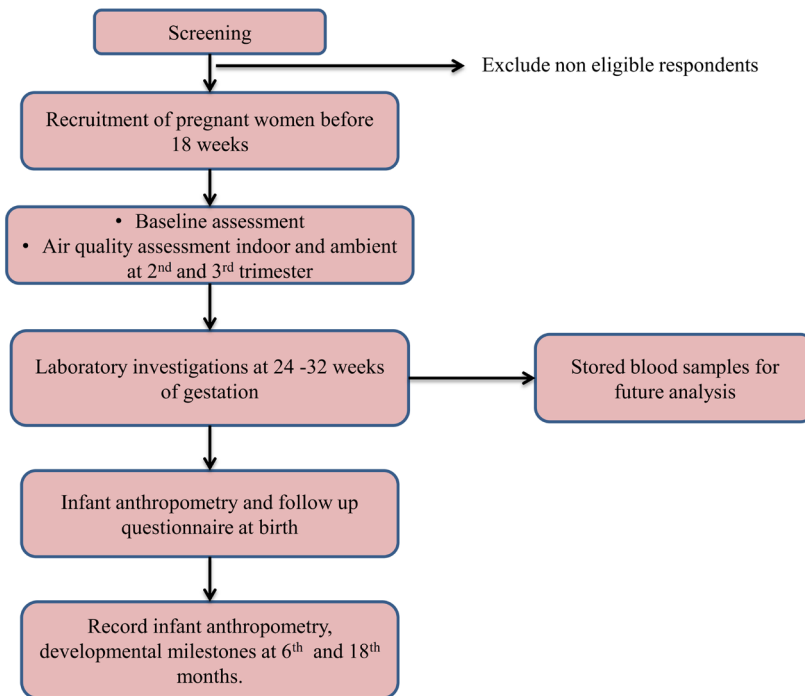 Screening
Exclude non eligible respondents
Recruitment of pregnant women before
18 weeks
• Baseline assessment
• Air quality assessment indoor and ambient
at 2nd and 3rd trimester
Laboratory investigations at 24 -32 weeks
of gestation
Stored blood samples for
future analysis
Infant anthropometry and follow up
questionnaire at birth
Record infant anthropometry,
developmental milestones at 6th and 18th
months.